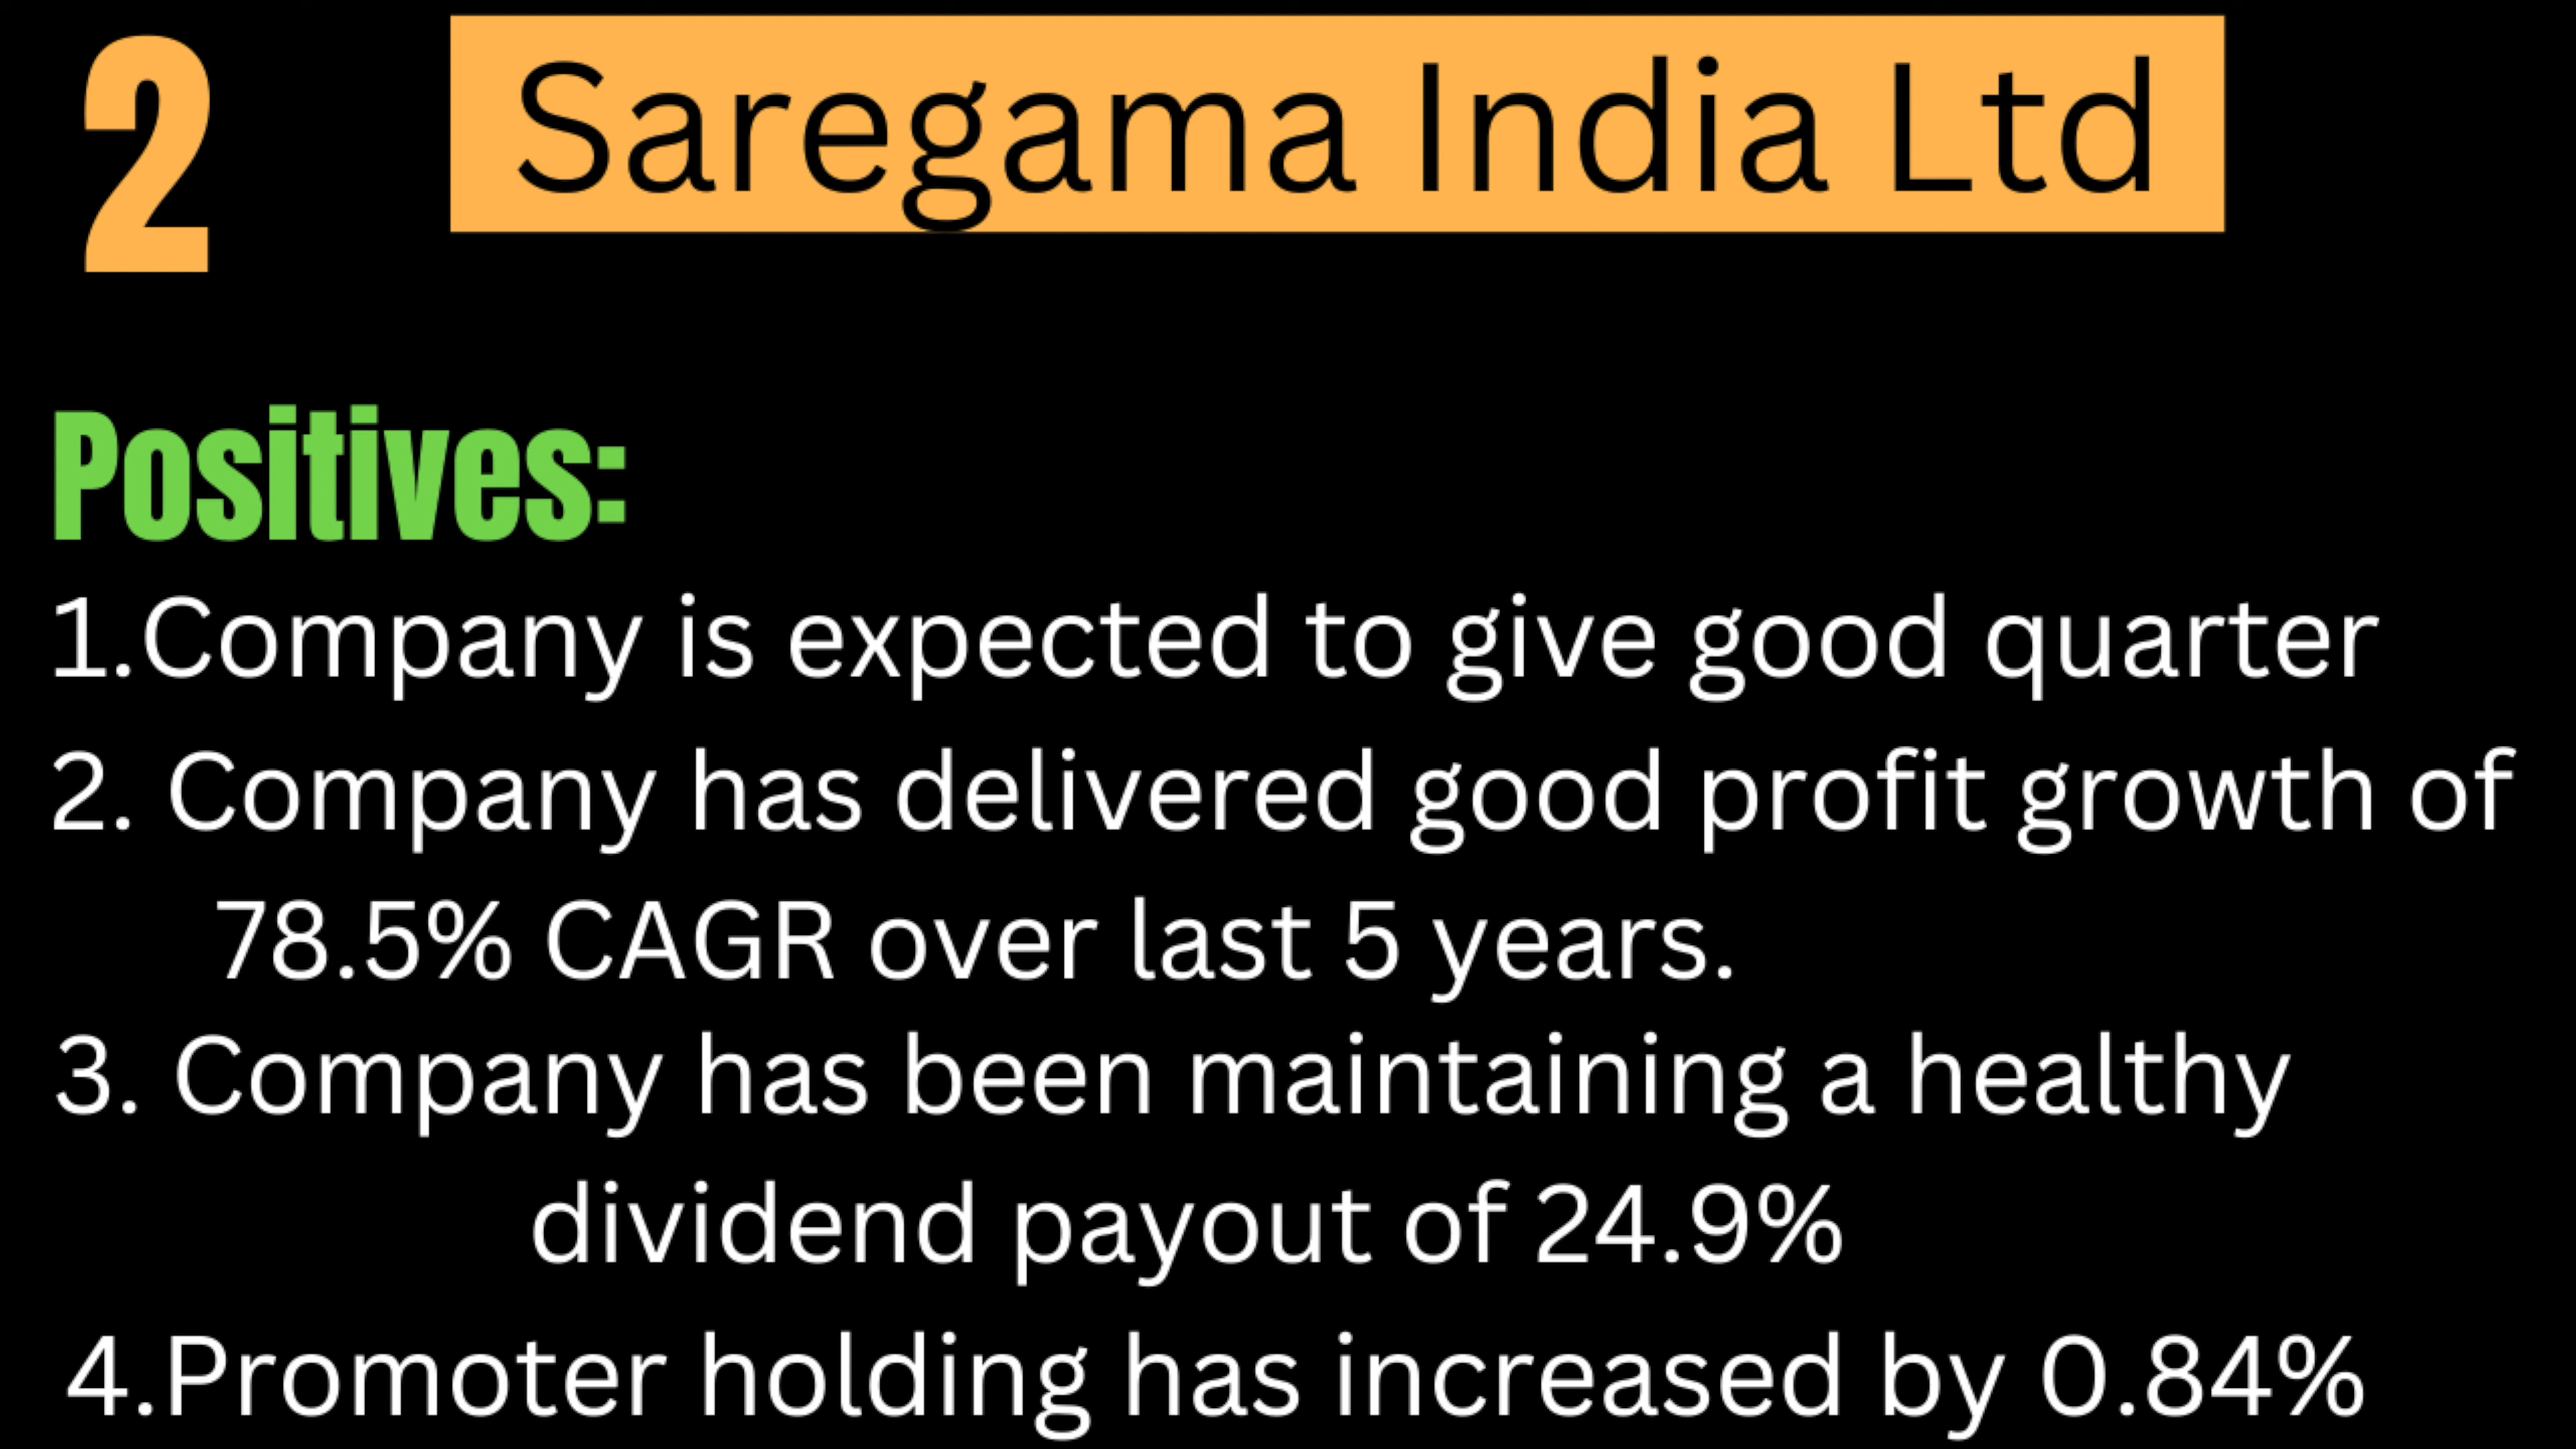 2
Saregama India Ltd
Positives:
1.Company is expected to give good quarter
2. Company has delivered good profit growth of
78.5% CAGR over last 5 years.
3. Company has been maintaining a healthy
dividend payout of 24.9%
4.Promoter holding has increased by 0.84%